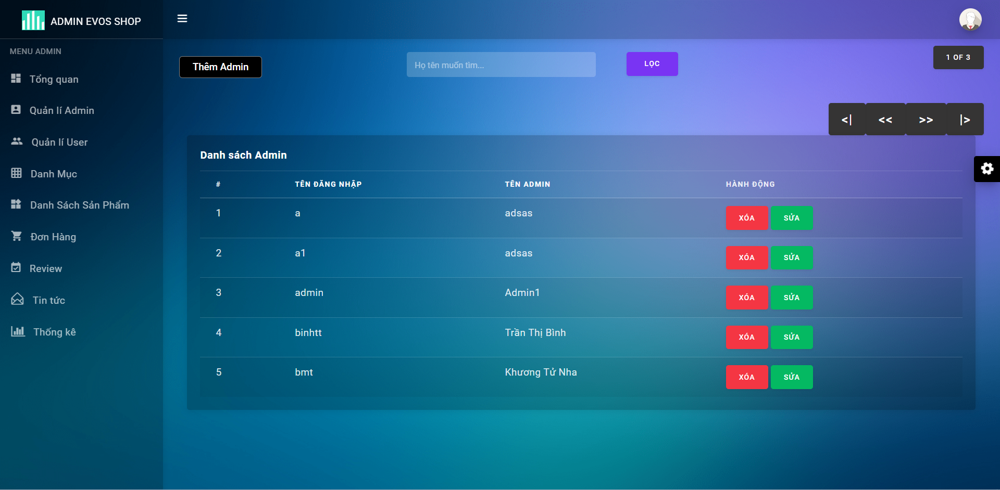 ADMIN EVOS SHOP
MENU ADMIN
Tổng quan
Quản lí Admin
Quản lí User
Danh Mục
Danh Sách Sản Phẩm
Đơn Hàng
Review
Tin tức
Thống kê
Thêm Admin
Họ tên muốn tìm...
LỌC
1 OF 3
<| << >> |>
Danh sách Admin
# TÊN ĐĂNG NHẬP TÊN ADMIN HÀNH ĐỘNG
1 a adsas XÓA SỬA
2 a1 adsas XÓA SỬA
3 admin Admin1 XÓA SỬA
4 binhtt Trần Thị Bình XÓA SỬA
5 bmt Khương Tử Nha XÓA SỬA